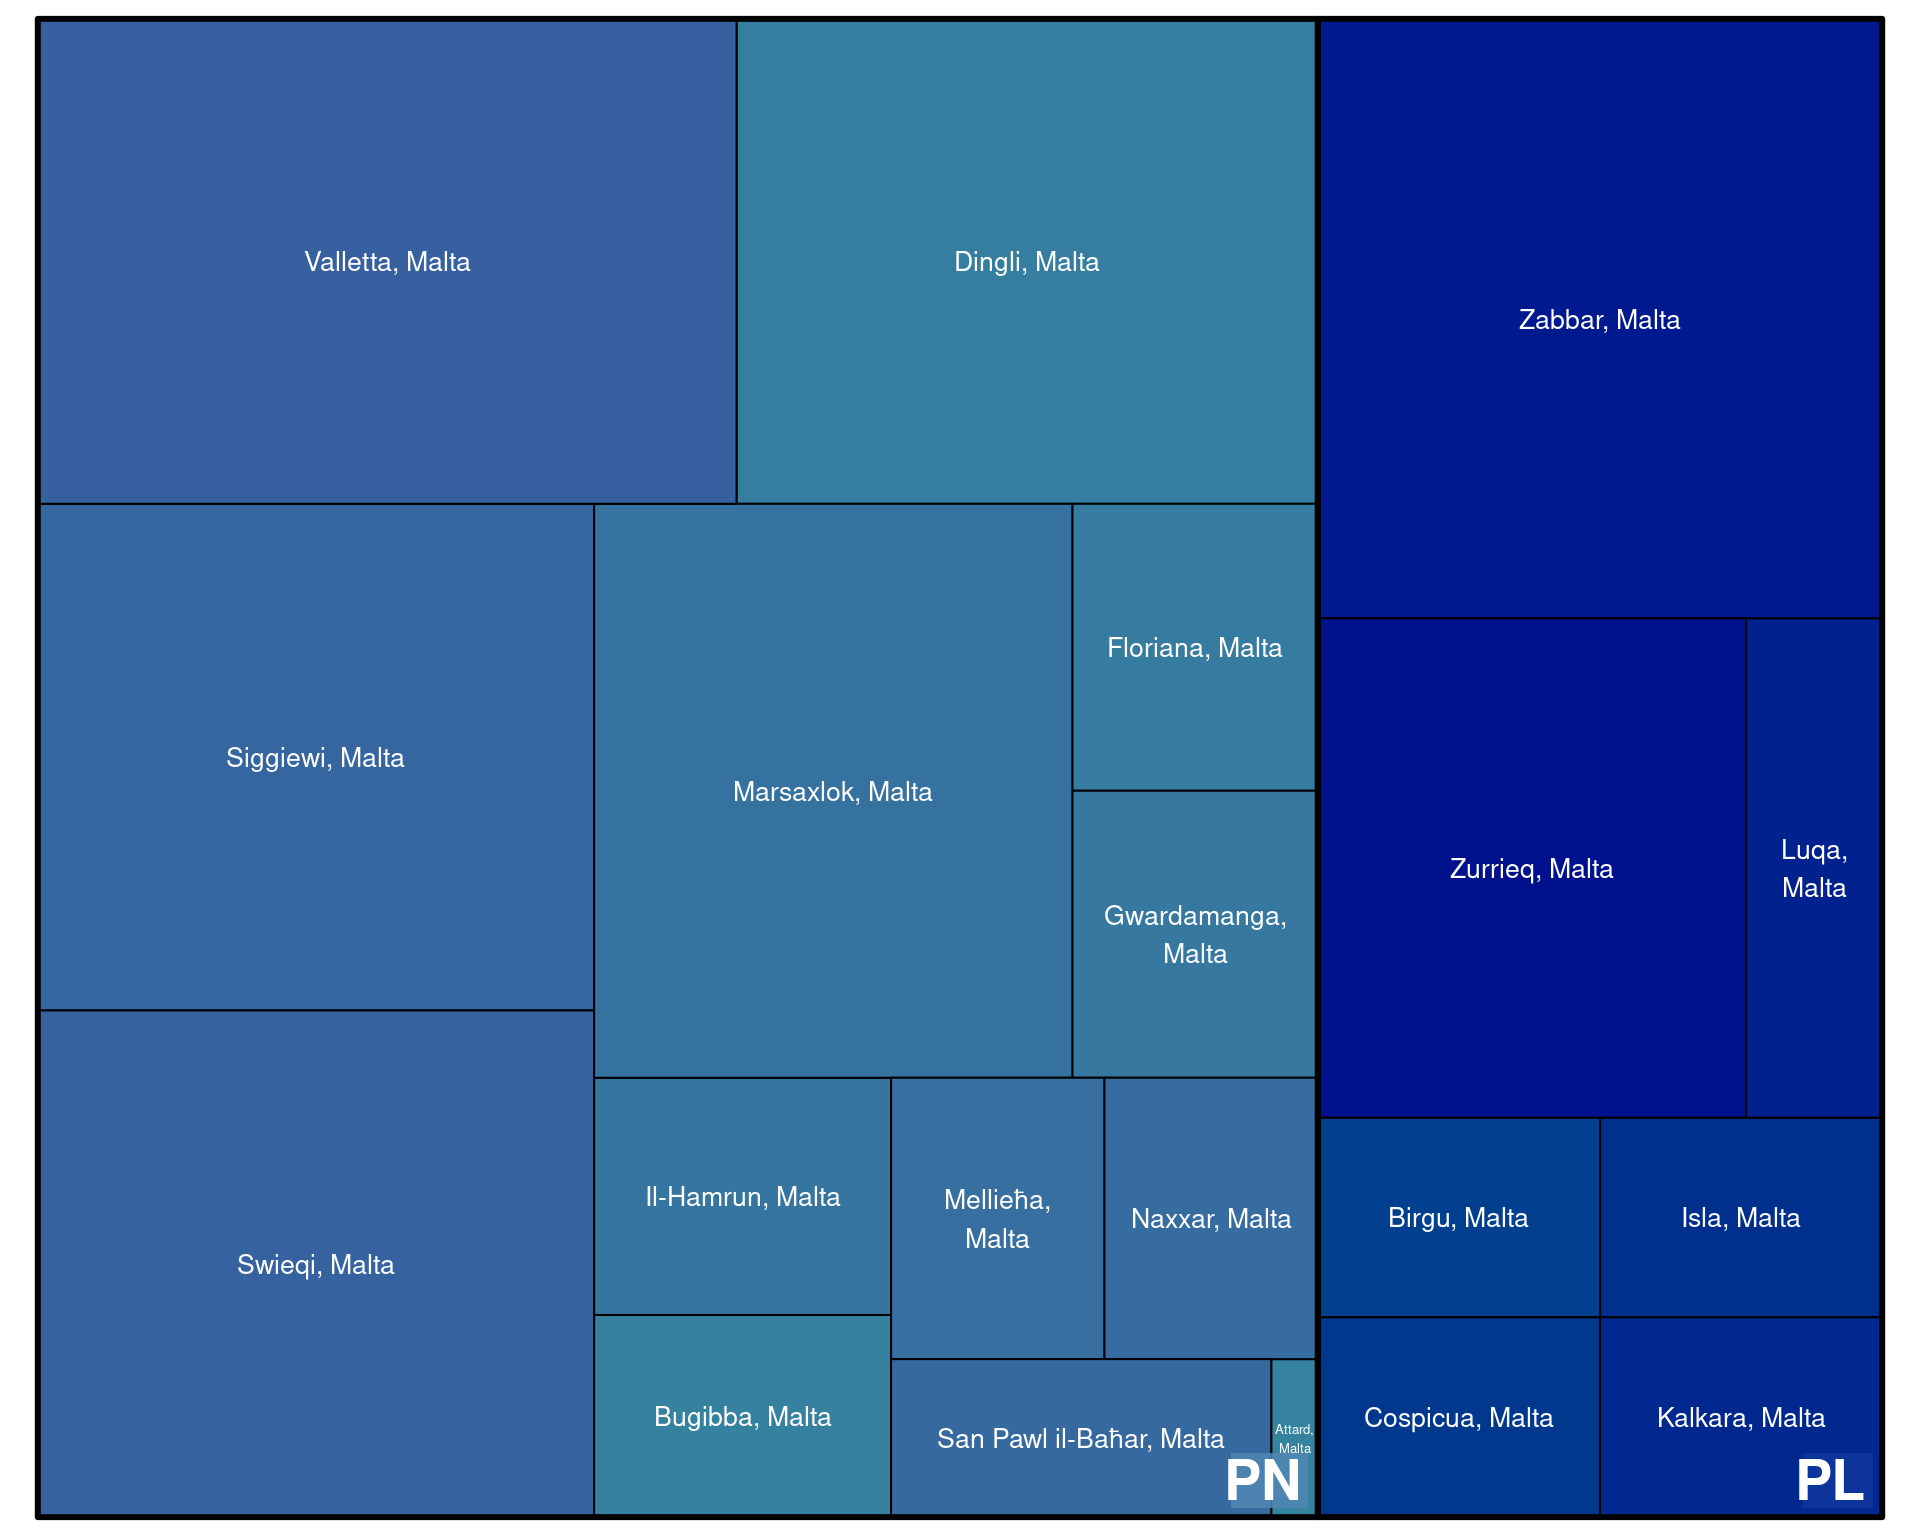 Valletta, Malta
Dingli, Malta
Zabbar, Malta
Siggiewi, Malta
Marsaxlok, Malta
Floriana, Malta
Gwardamanga,
Malta
Zurrieq, Malta
Luqa,
Malta
Swieqi, Malta
Il-Hamrun, Malta
Mellieħa,
Malta
Naxxar, Malta
Birgu, Malta
Isla, Malta
Bugibba, Malta
San Pawl il-Baħar, Malta
Attard,
Malta
PN
Cospicua, Malta
Kalkara, Malta
PL